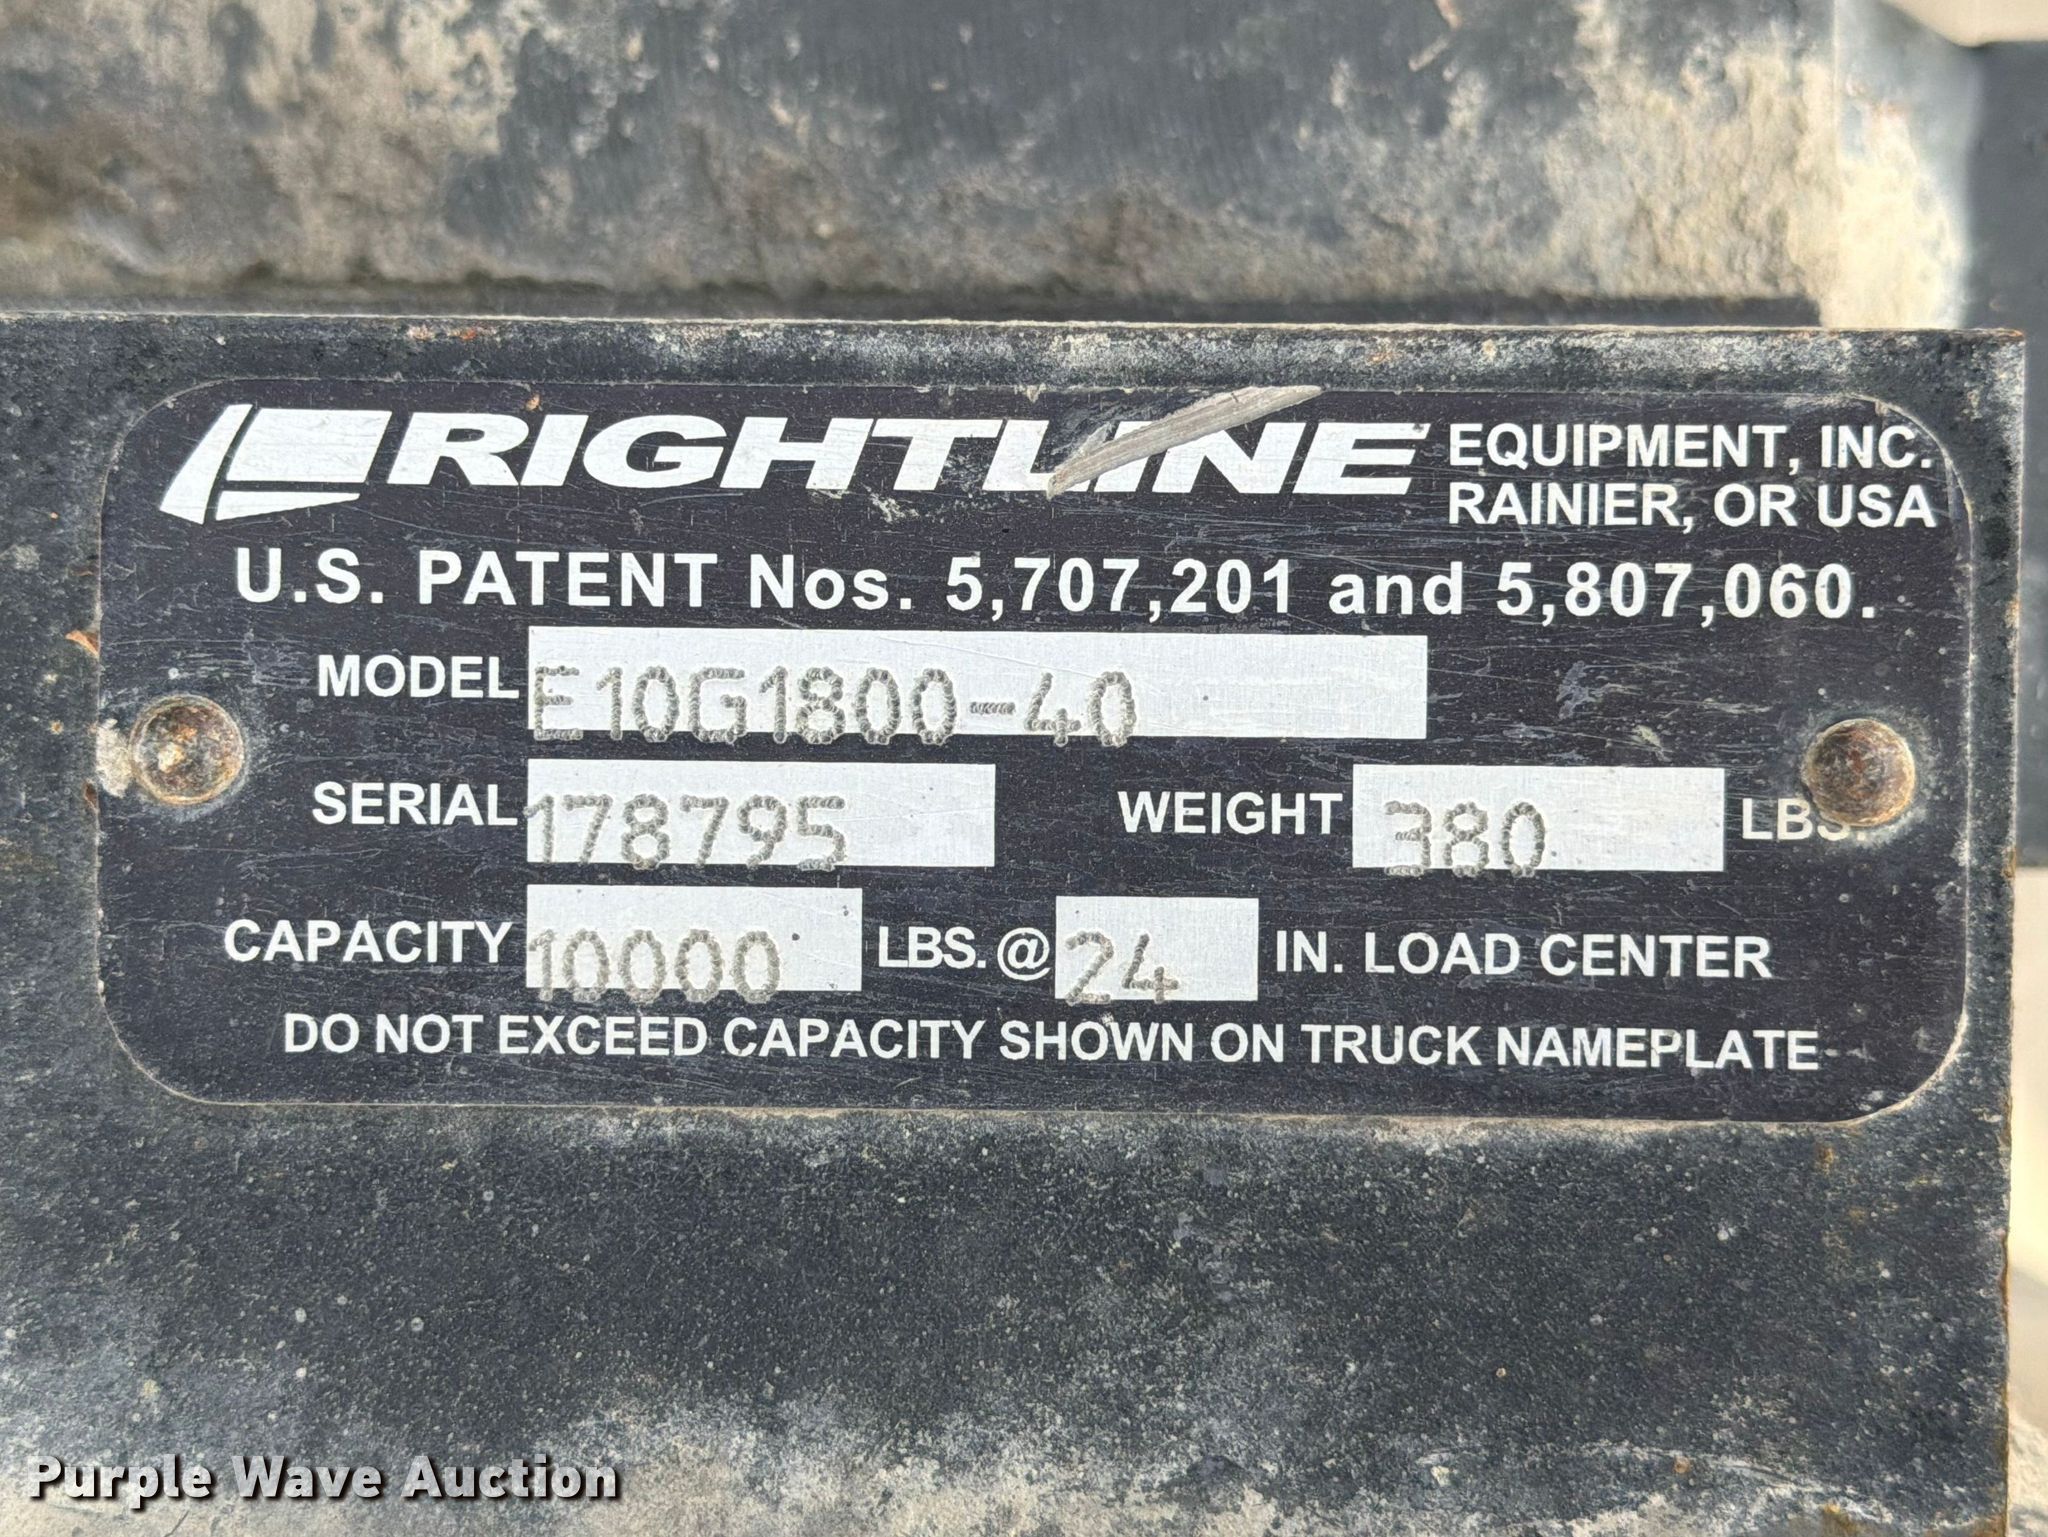 RIGHTLINE EQUIPMENT, INC.
RAINIER, OR USA
U.S. PATENT Nos. 5,707,201 and 5,807,060.
MODEL E10G1800-40
SERIAL 178795 WEIGHT 380 LBS.
CAPACITY 10000 LBS. @ 24 IN. LOAD CENTER
DO NOT EXCEED CAPACITY SHOWN ON TRUCK NAMEPLATE
Purple Wave Auction